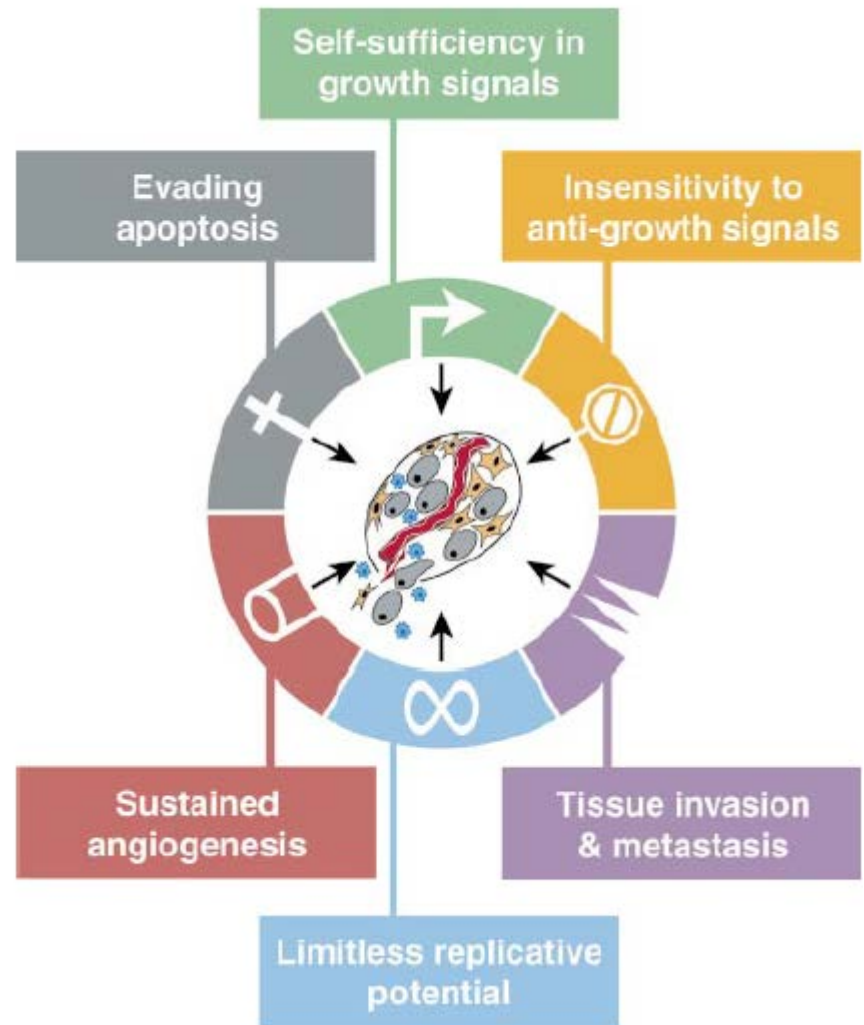 Self-sufficiency in
growth signals
Evading
apoptosis
Insensitivity to
anti-growth signals
Sustained
angiogenesis
Tissue invasion
& metastasis
Limitless replicative
potential